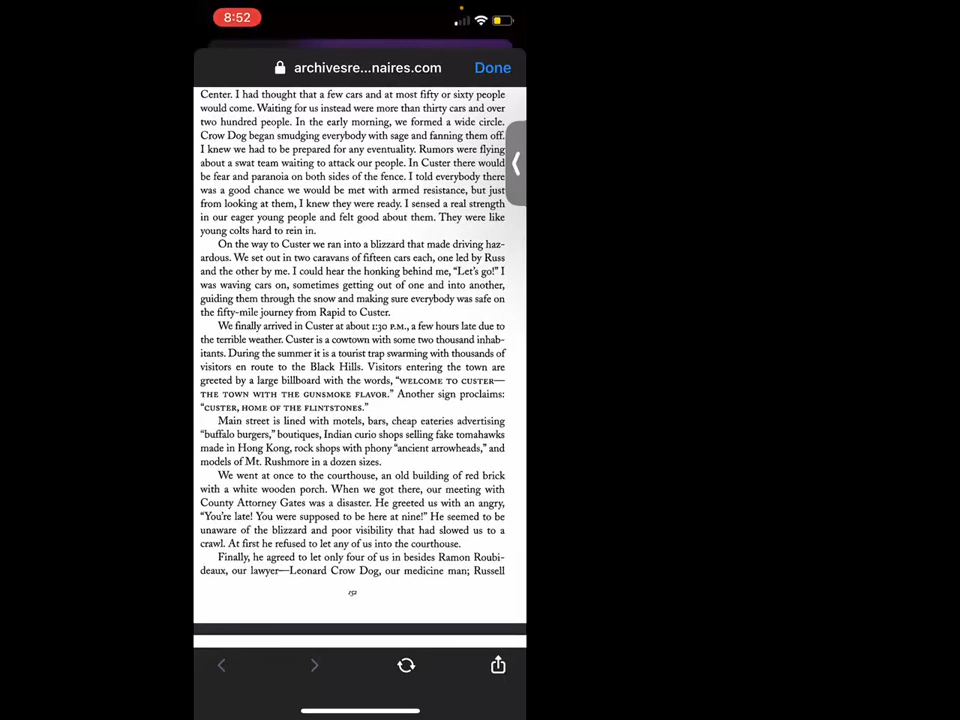 8:52
archivesre...naires.com
Done
Center. I had thought that a few cars and at most fifty or sixty people
would come. Waiting for us instead were more than thirty cars and over
two hundred people. In the early morning, we formed a wide circle.
Crow Dog began smudging everybody with sage and fanning them off.
I knew we had to be prepared for any eventuality. Rumors were flying
about a swat team waiting to attack our people. In Custer there would
be fear and paranoia on both sides of the fence. I told everybody there
was a good chance we would be met with armed resistance, but just
from looking at them, I knew they were ready. I sensed a real strength
in our eager young people and felt good about them. They were like
young colts hard to rein in.
On the way to Custer we ran into a blizzard that made driving haz-
ardous. We set out in two caravans of fifteen cars each, one led by Russ
and the other by me. I could hear the honking behind me, “Let’s go!” I
was waving cars on, sometimes getting out of one and into another,
guiding them through the snow and making sure everybody was safe on
the fifty-mile journey from Rapid to Custer.
We finally arrived in Custer at about 1:30 P.M., a few hours late due to
the terrible weather. Custer is a cowtown with some two thousand inhab-
itants. During the summer it is a tourist trap swarming with thousands of
visitors en route to the Black Hills. Visitors entering the town are
greeted by a large billboard with the words, “WELCOME TO CUSTER—
THE TOWN WITH THE GUNSMOKE FLAVOR.” Another sign proclaims:
“CUSTER, HOME OF THE FLINTSTONES.”
Main street is lined with motels, bars, cheap eateries advertising
“buffalo burgers,” boutiques, Indian curio shops selling fake tomahawks
made in Hong Kong, rock shops with phony “ancient arrowheads,” and
models of Mt. Rushmore in a dozen sizes.
We went at once to the courthouse, an old building of red brick
with a white wooden porch. When we got there, our meeting with
County Attorney Gates was a disaster. He greeted us with an angry,
“You’re late! You were supposed to be here at nine!” He seemed to be
unaware of the blizzard and poor visibility that had slowed us to a
crawl. At first he refused to let any of us into the courthouse.
Finally, he agreed to let only four of us in besides Ramon Roubi-
deaux, our lawyer—Leonard Crow Dog, our medicine man; Russell
152